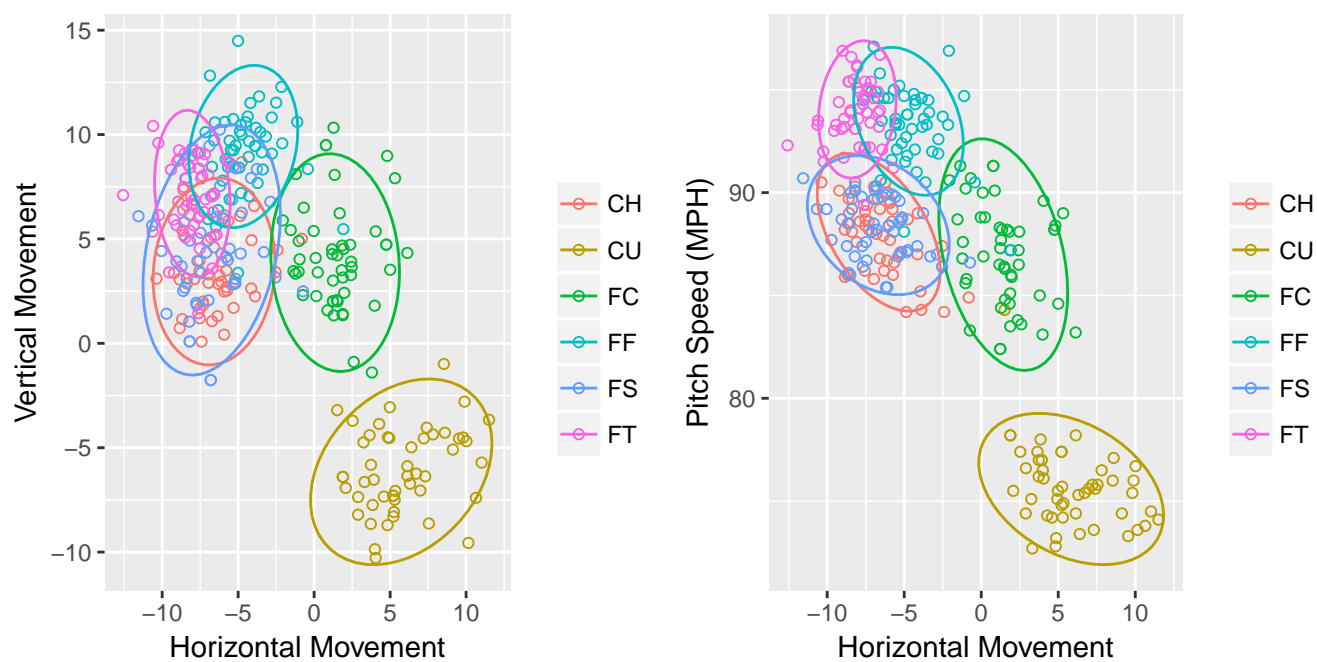 Vertical Movement
15
10
5
0
−5
−10
−10 −5 0 5 10
Horizontal Movement
CH
CU
FC
FF
FS
FT
Pitch Speed (MPH)
90
80
−10 −5 0 5 10
Horizontal Movement
CH
CU
FC
FF
FS
FT